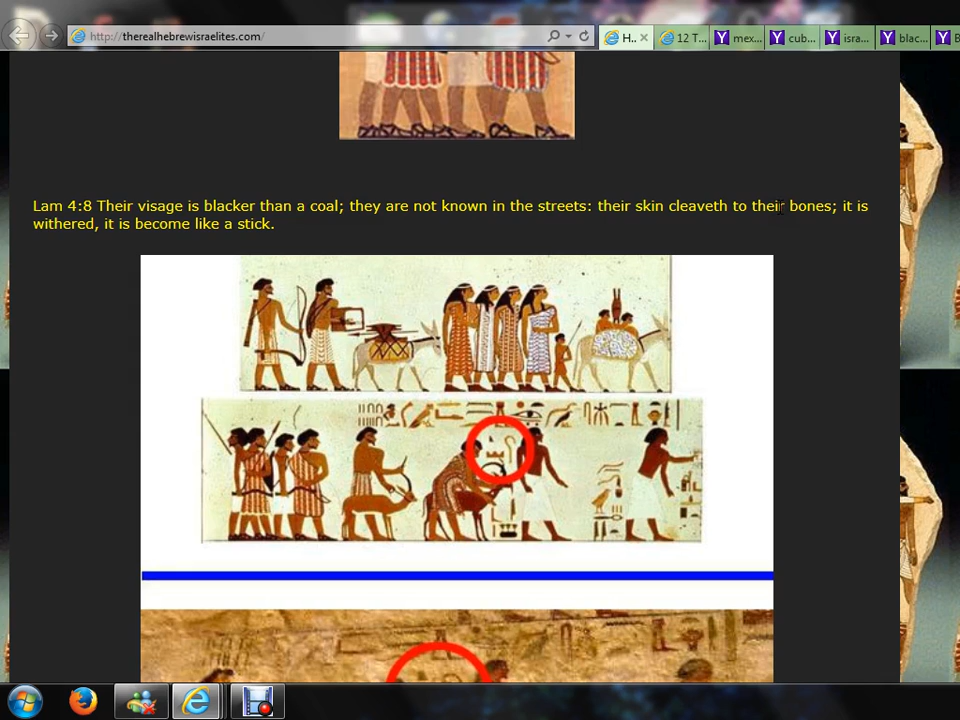 http://therealhebrewisraelites.com/
H..
12 T...
mex...
cub...
isra...
blac...
Lam 4:8 Their visage is blacker than a coal; they are not known in the streets: their skin cleaveth to their bones; it is
withered, it is become like a stick.